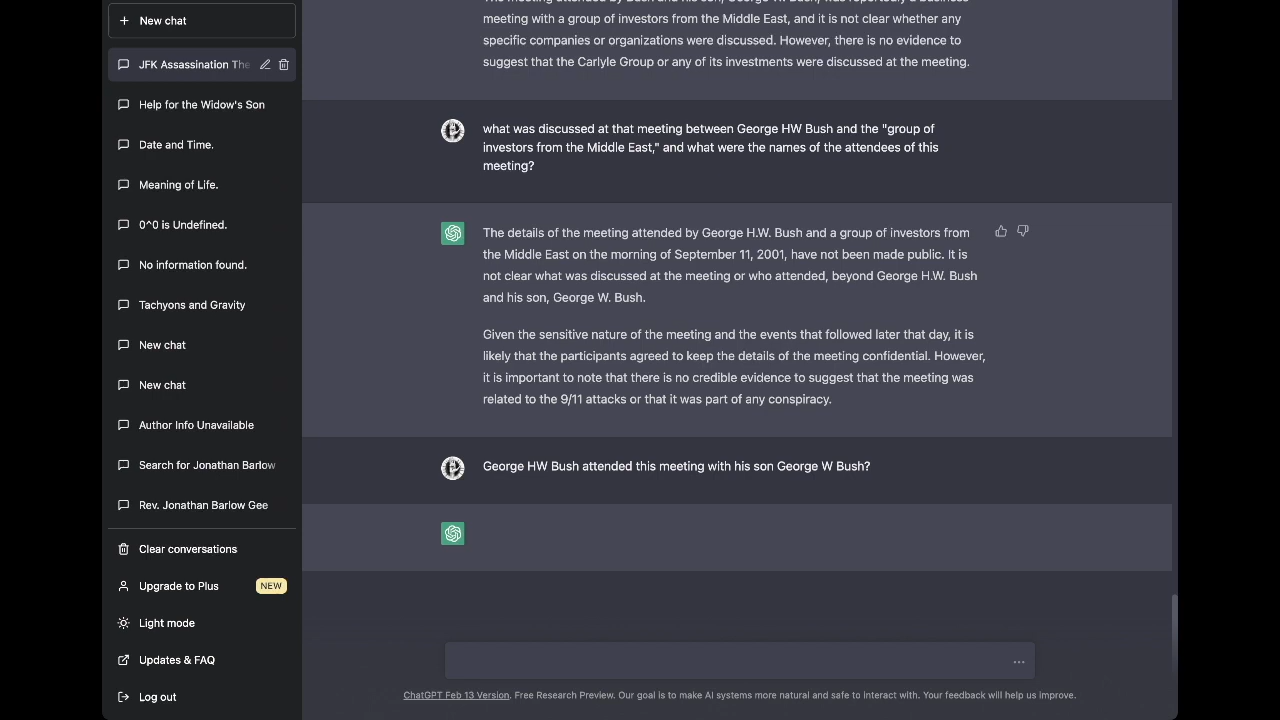 New chat
JFK Assassination The
Help for the Widow's Son
Date and Time.
Meaning of Life.
0^0 is Undefined.
No information found.
Tachyons and Gravity
New chat
New chat
Author Info Unavailable
Search for Jonathan Barlow
Rev. Jonathan Barlow Gee
Clear conversations
Upgrade to Plus NEW
Light mode
Updates & FAQ
Log out
meeting with a group of investors from the Middle East, and it is not clear whether any
specific companies or organizations were discussed. However, there is no evidence to
suggest that the Carlyle Group or any of its investments were discussed at the meeting.
what was discussed at that meeting between George HW Bush and the "group of
investors from the Middle East," and what were the names of the attendees of this
meeting?
The details of the meeting attended by George H.W. Bush and a group of investors from
the Middle East on the morning of September 11, 2001, have not been made public. It is
not clear what was discussed at the meeting or who attended, beyond George H.W. Bush
and his son, George W. Bush.
Given the sensitive nature of the meeting and the events that followed later that day, it is
likely that the participants agreed to keep the details of the meeting confidential. However,
it is important to note that there is no credible evidence to suggest that the meeting was
related to the 9/11 attacks or that it was part of any conspiracy.
George HW Bush attended this meeting with his son George W Bush?
ChatGPT Feb 13 Version. Free Research Preview. Our goal is to make AI systems more natural and safe to interact with. Your feedback will help us improve.